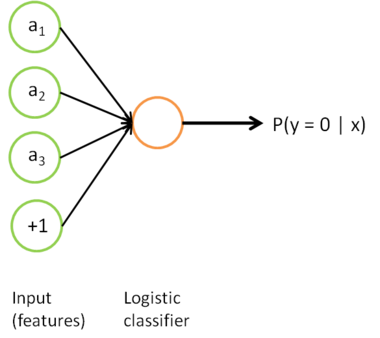 a1
a2
a3
+1
P(y = 0 | x)
Input
(features)
Logistic
classifier